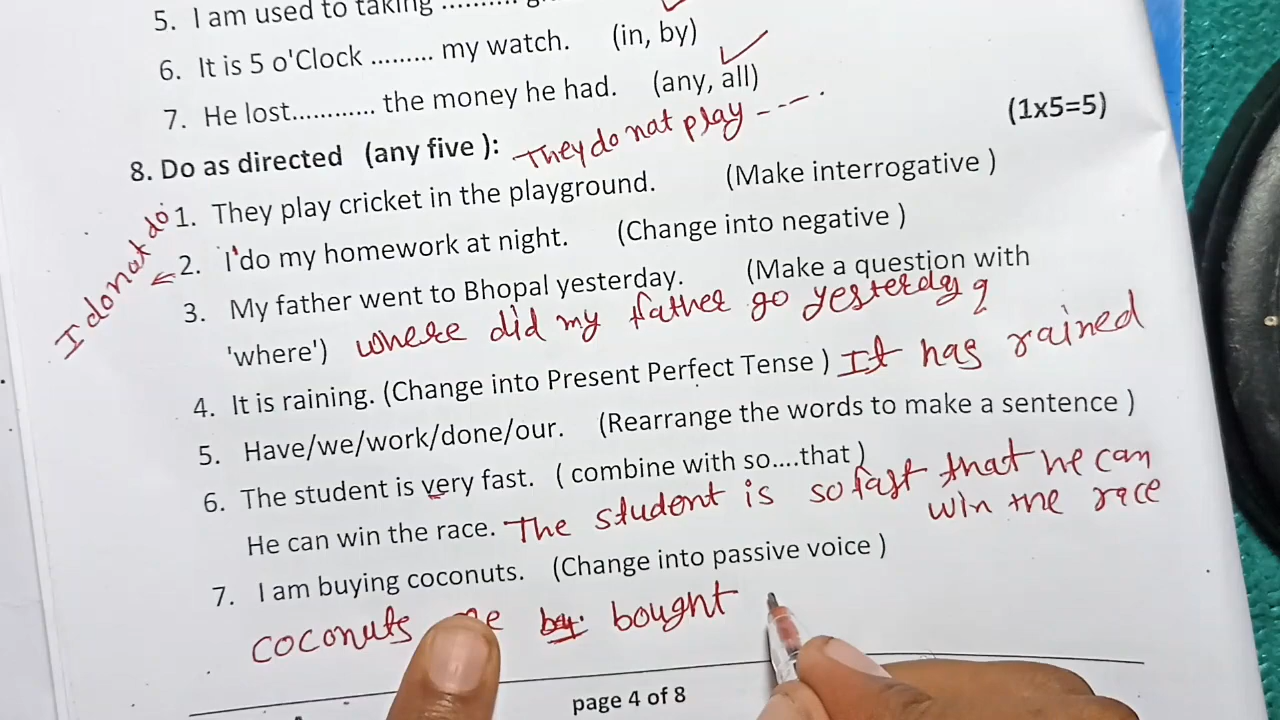 5. I am used to taking ..........
6. It is 5 o'Clock ......... my watch. (in, by)
7. He lost............ the money he had. (any, all)
8. Do as directed (any five ): They do not play ----. (1x5=5)
1. They play cricket in the playground. (Make interrogative )
I do not do
2. I do my homework at night. (Change into negative )
3. My father went to Bhopal yesterday. (Make a question with
'where') where did my father go yesterday ?
4. It is raining. (Change into Present Perfect Tense ) It has rained
5. Have/we/work/done/our. (Rearrange the words to make a sentence )
6. The student is very fast. ( combine with so....that )
He can win the race. The student is so fast that he can
win the race
7. I am buying coconuts. (Change into passive voice )
coconuts bought
page 4 of 8